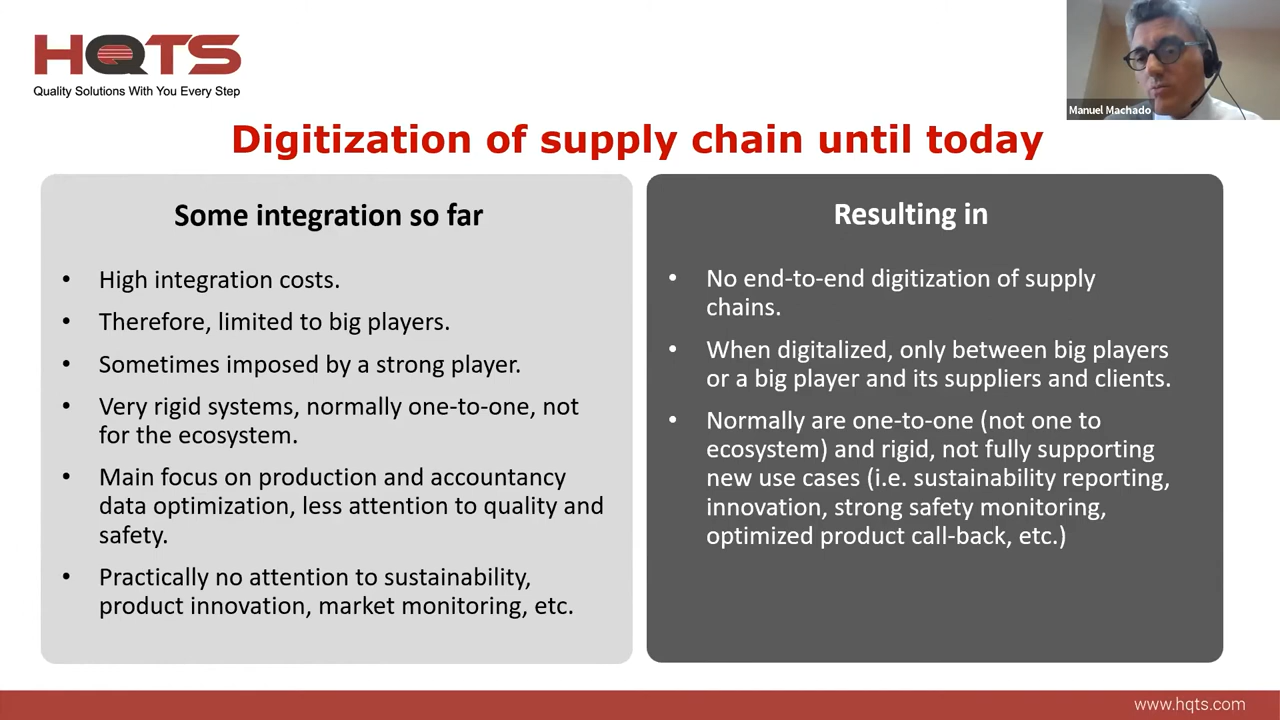 HQTS
Quality Solutions With You Every Step
Manuel Machado
Digitization of supply chain until today
Some integration so far
• High integration costs.
• Therefore, limited to big players.
• Sometimes imposed by a strong player.
• Very rigid systems, normally one-to-one, not
for the ecosystem.
• Main focus on production and accountancy
data optimization, less attention to quality and
safety.
• Practically no attention to sustainability,
product innovation, market monitoring, etc.
Resulting in
• No end-to-end digitization of supply
chains.
• When digitalized, only between big players
or a big player and its suppliers and clients.
• Normally are one-to-one (not one to
ecosystem) and rigid, not fully supporting
new use cases (i.e. sustainability reporting,
innovation, strong safety monitoring,
optimized product call-back, etc.)
www.hqts.com